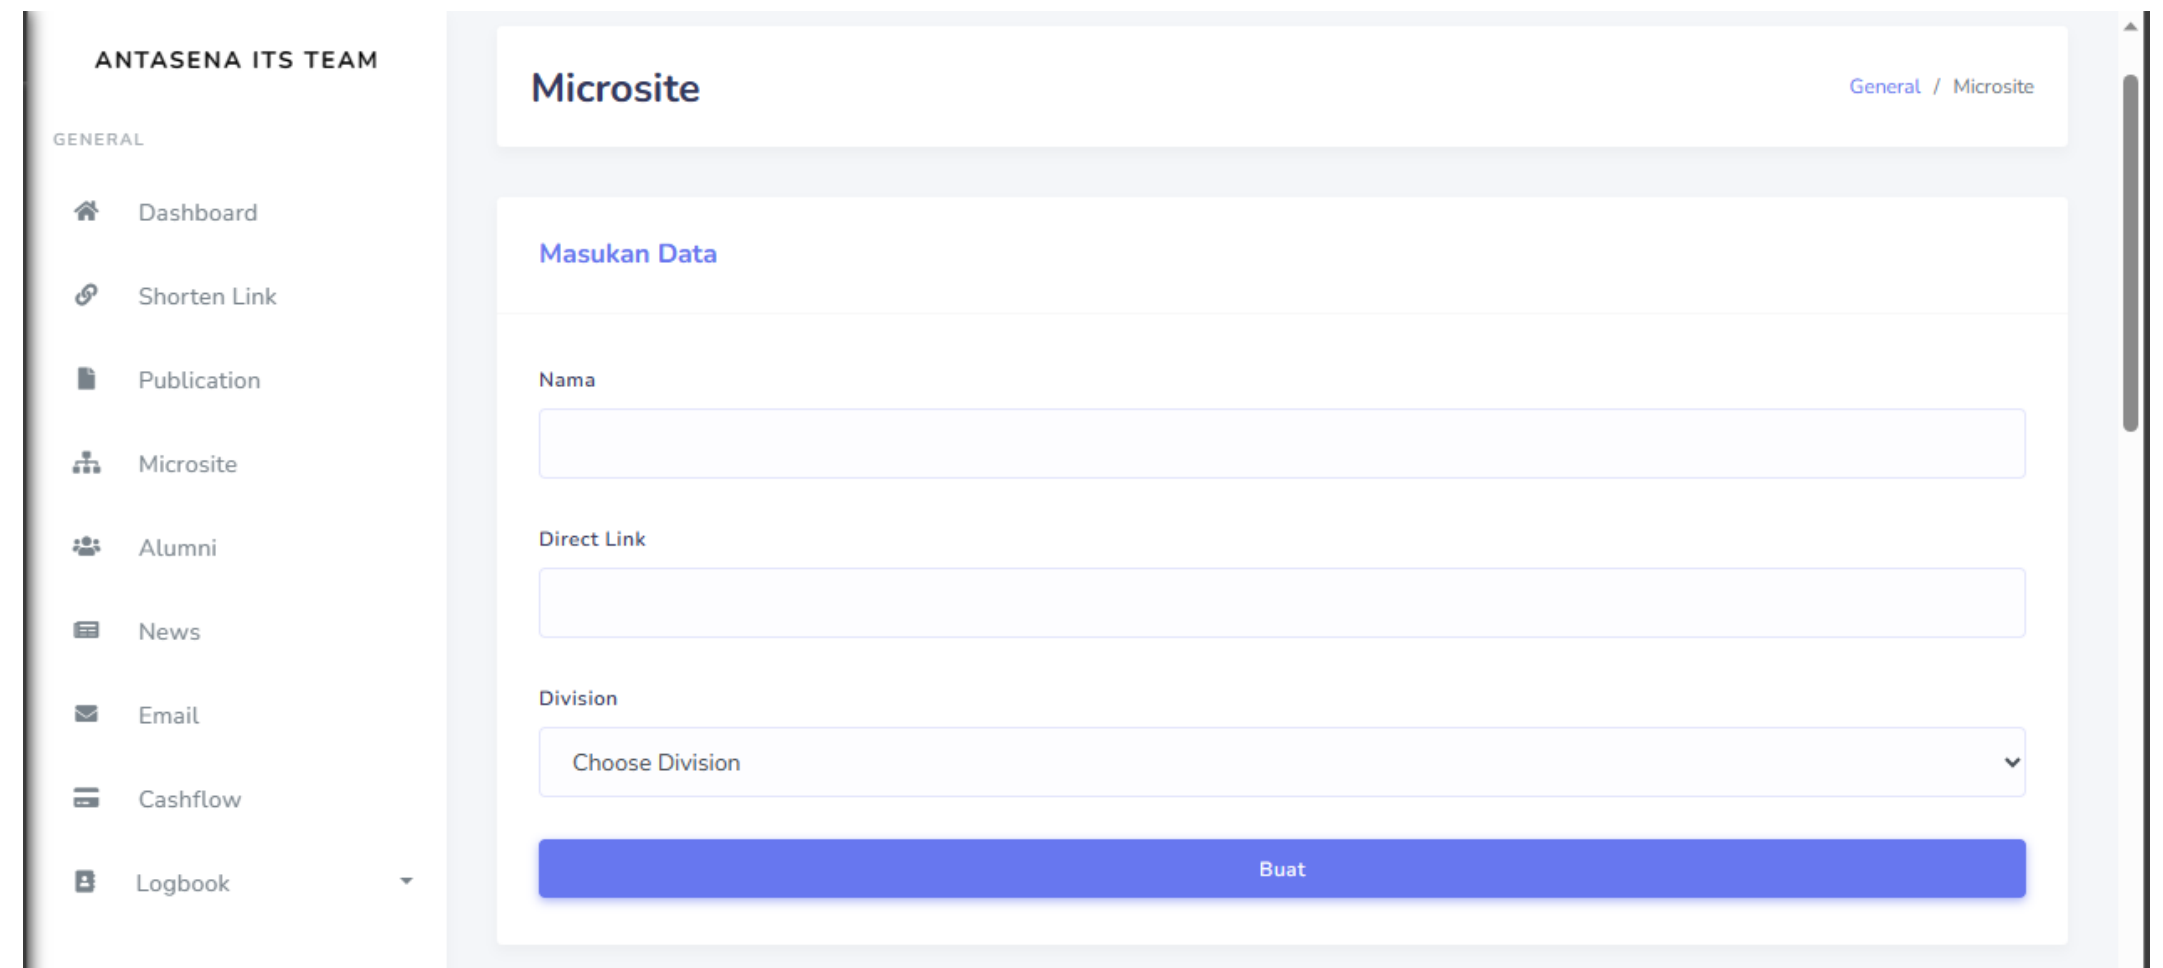 ANTASENA ITS TEAM
GENERAL
Dashboard
Shorten Link
Publication
Microsite
Alumni
News
Email
Cashflow
Logbook
Microsite
General / Microsite
Masukan Data
Nama
Direct Link
Division
Choose Division
Buat